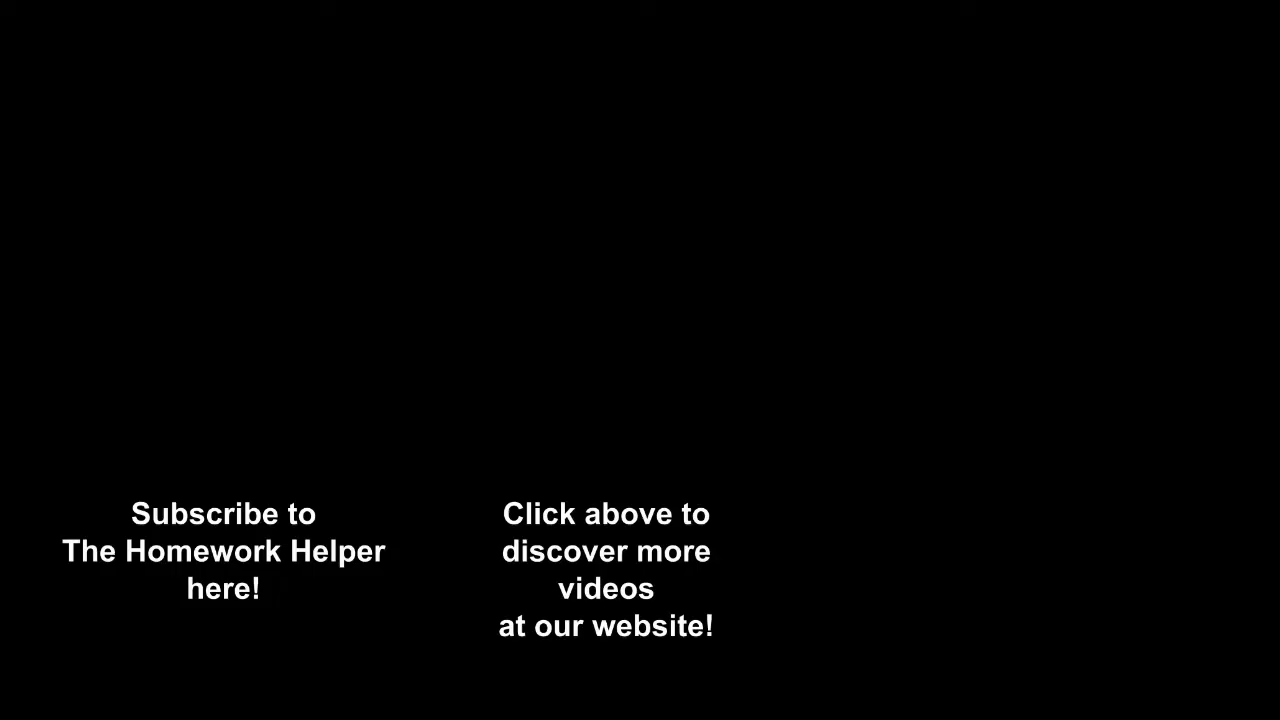 Subscribe to
The Homework Helper
here!
Click above to
discover more
videos
at our website!